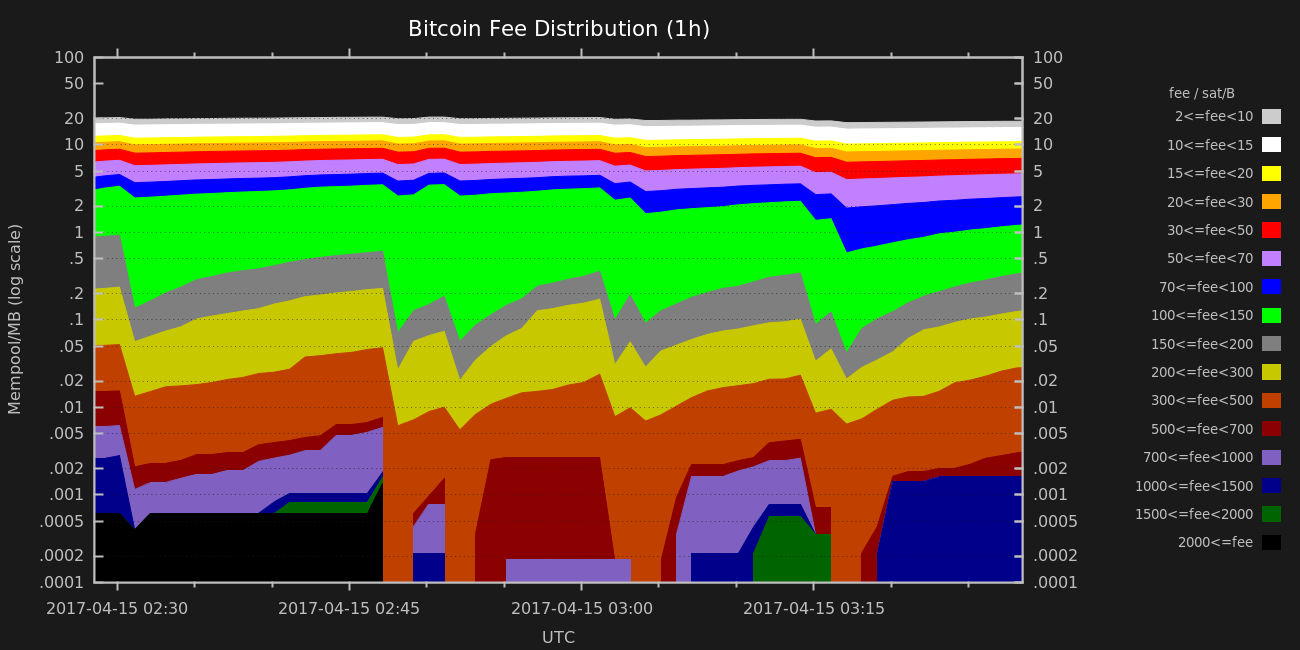 Bitcoin Fee Distribution (1h)
100
50
20
10
5
2
1
.5
.2
.1
.05
.02
.01
.005
.002
.001
.0005
.0002
.0001
Mempool/MB (log scale)
100
50
20
10
5
2
1
.5
.2
.1
.05
.02
.01
.005
.002
.001
.0005
.0002
.0001
2017-04-15 02:30
2017-04-15 02:45
2017-04-15 03:00
2017-04-15 03:15
UTC
fee / sat/B
2<=fee<10
10<=fee<15
15<=fee<20
20<=fee<30
30<=fee<50
50<=fee<70
70<=fee<100
100<=fee<150
150<=fee<200
200<=fee<300
300<=fee<500
500<=fee<700
700<=fee<1000
1000<=fee<1500
1500<=fee<2000
2000<=fee